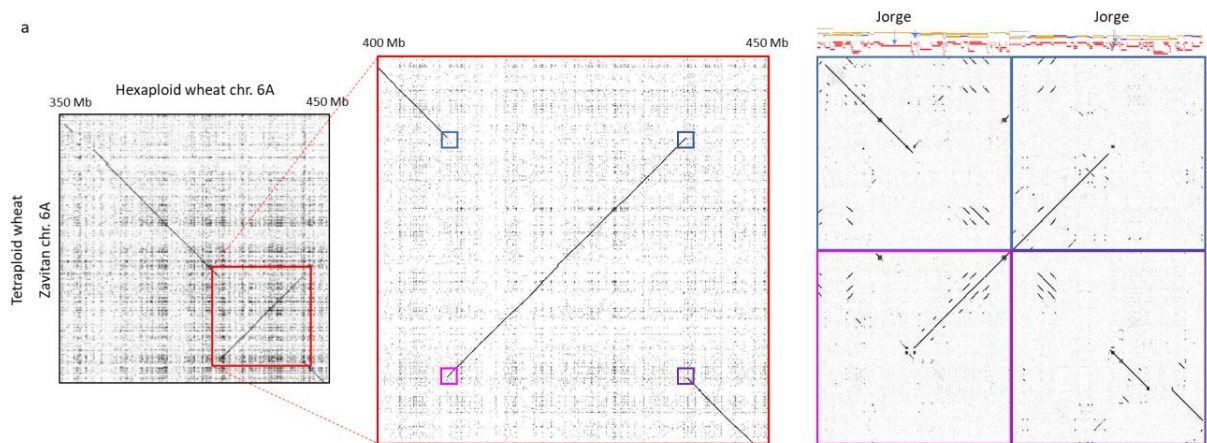 a
400 Mb
450 Mb
Jorge
Jorge
Hexaploid wheat chr. 6A
350 Mb
450 Mb
Tetraploid wheat
Zavitan chr. 6A